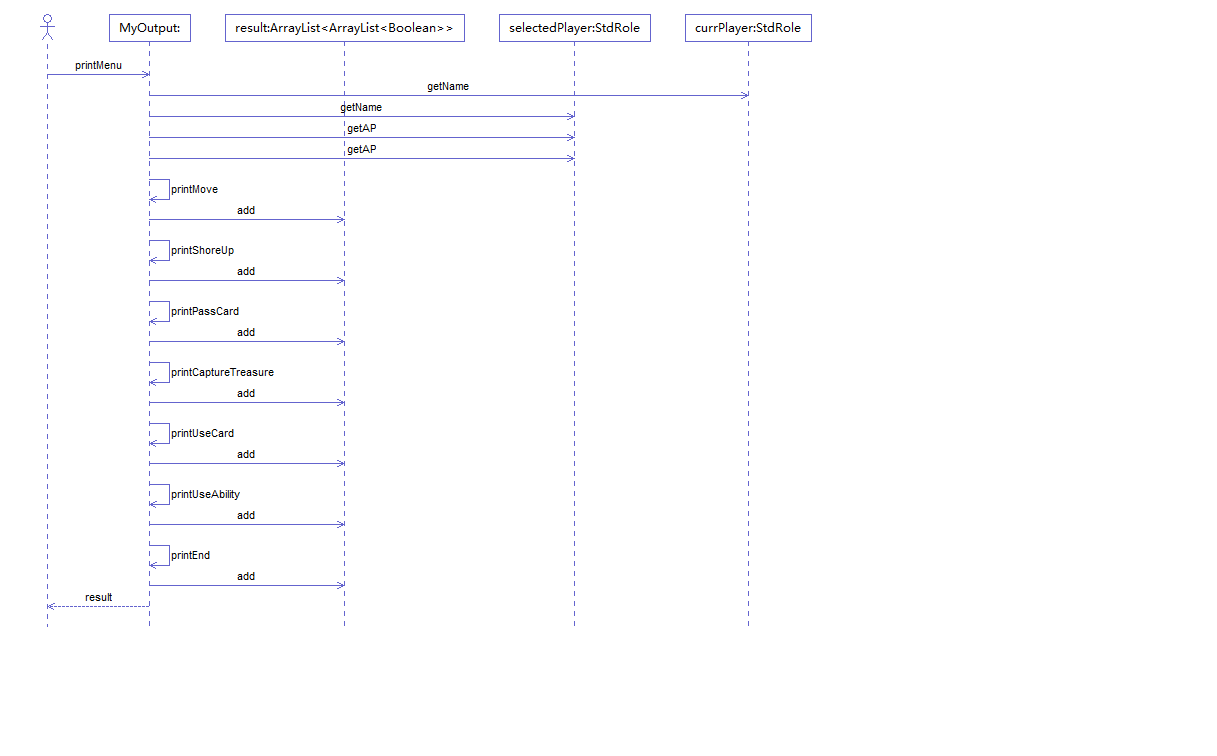 MyOutput:
result:ArrayList<ArrayList<Boolean>>
selectedPlayer:StdRole
currPlayer:StdRole
printMenu
getName
getName
getAP
getAP
printMove
add
printShoreUp
add
printPassCard
add
printCaptureTreasure
add
printUseCard
add
printUseAbility
add
printEnd
add
result